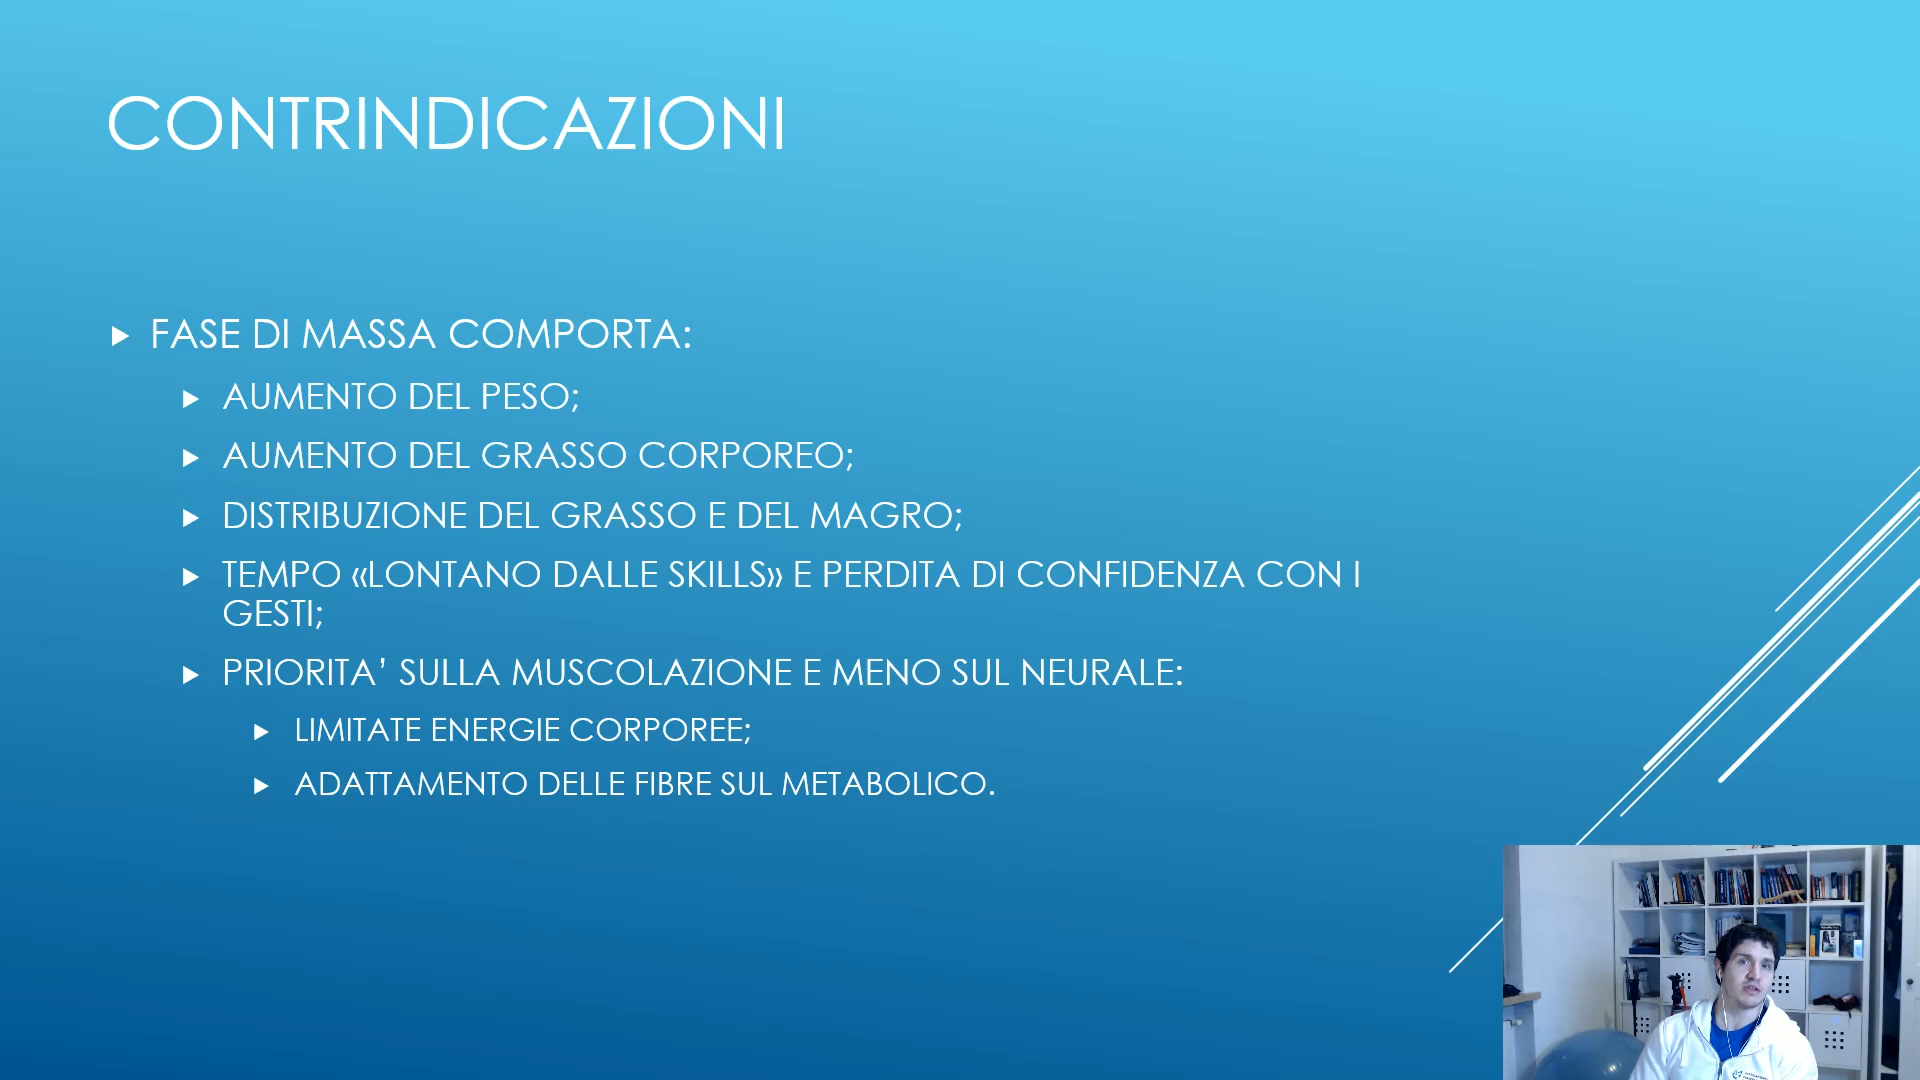 CONTRINDICAZIONI
FASE DI MASSA COMPORTA:
AUMENTO DEL PESO;
AUMENTO DEL GRASSO CORPOREO;
DISTRIBUZIONE DEL GRASSO E DEL MAGRO;
TEMPO «LONTANO DALLE SKILLS» E PERDITA DI CONFIDENZA CON I
GESTI;
PRIORITA’ SULLA MUSCOLAZIONE E MENO SUL NEURALE:
LIMITATE ENERGIE CORPOREE;
ADATTAMENTO DELLE FIBRE SUL METABOLICO.